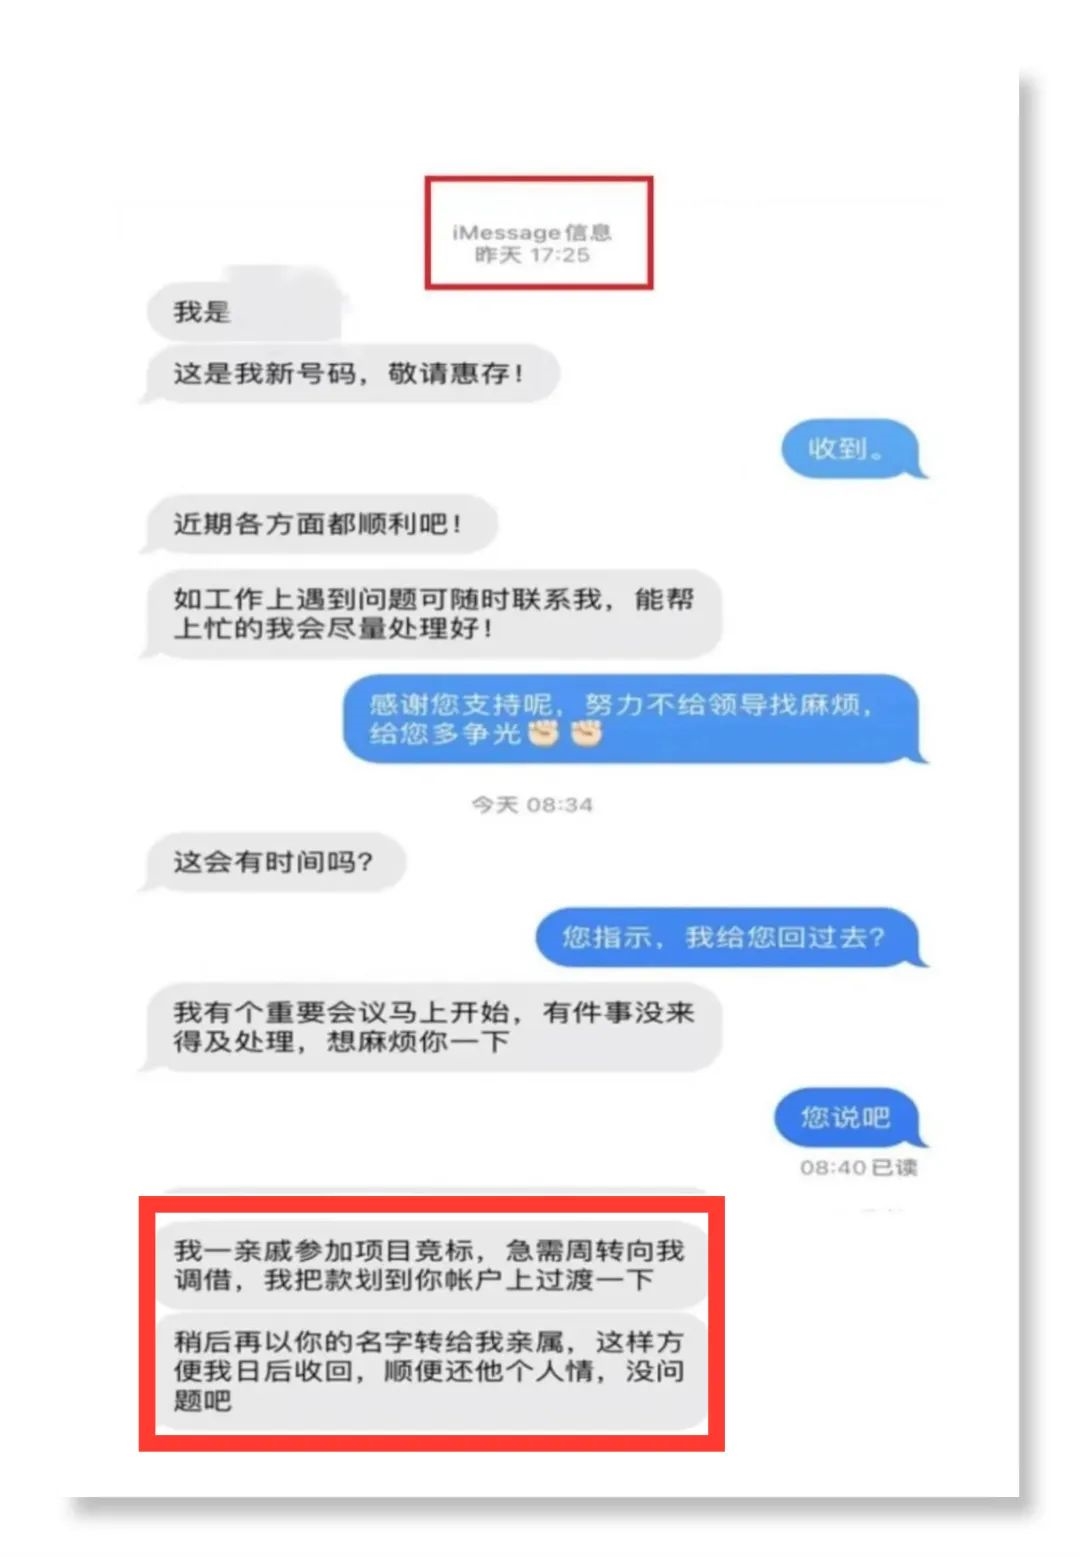 iMessage信息
昨天 17:25
我是
这是我新号码，敬请惠存！
收到。
近期各方面都顺利吧！
如工作上遇到问题可随时联系我，能帮
上忙的我会尽量处理好！
感谢您支持呢，努力不给领导找麻烦，
给您多争光✊🏻 ✊🏻
今天 08:34
这会有时间吗？
您指示，我给您回过去？
我有个重要会议马上开始，有件事没来
得及处理，想麻烦你一下
您说吧
08:40已读
我一亲戚参加项目竞标，急需周转向我
调借，我把款划到你帐户上过渡一下
稍后再以你的名字转给我亲属，这样方
便我日后收回，顺便还他个人情，没问
题吧